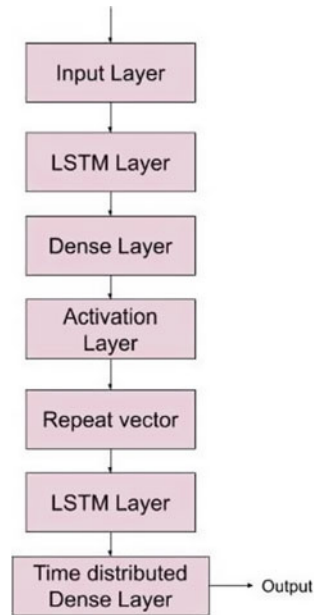 Input Layer
LSTM Layer
Dense Layer
Activation
Layer
Repeat vector
LSTM Layer
Time distributed
Dense Layer
Output